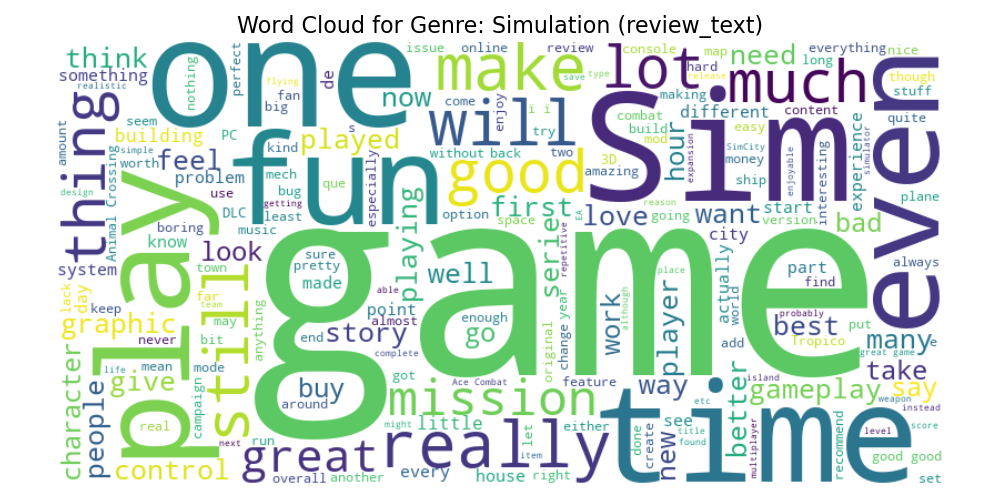 Word Cloud for Genre: Simulation (review_text)
think
something
realistic
nothing
one
perfect
flying
fan
big
de
issue
online
review
make
now
come
save
type
console
lot
map
hard
release
making
need
much
everything
long
nice
though
stuff
amount
thing
simple
seem
building
PC
kind
s
played
will
enjoy
ï ï
try
combat
build
different
mod
easy
content
quite
even
worth
feel
problem
mech
without
back
two
3D
amazing
Sim
hour
expansion
SimCity
money
ship
enjoyable
interesting
experience
simulator
plane
design
boring
Animal Crossing
know
play
use
DLC
getting
bug
least
music
fun
que
especially
good
option
first
space
EA
repetitive
love
going
reason
want
start
version
city
bad
always
system
look
town
still
sure
pretty
made
playing
well
serie
game
place
actually
world
part
find
lack
day
keep
graphic
never
far
team
may
bit
anything
end
story
able
point
almost
complete
enough
go
original
year
change
work
although
player
probably
best
add
Tropico
put
many
e
great game
character
people
life
mean
give
real
mode
campaign
buy
around
got
Ace Combat
mission
feature
way
etc
island
better
gameplay
take
say
weapon
instead
control
next
run
great
overall
another
might
little
every
really
let
item
either
house
right
time
done
create
new
see
title
found
multiplayer
recommend
level
score
good good
set